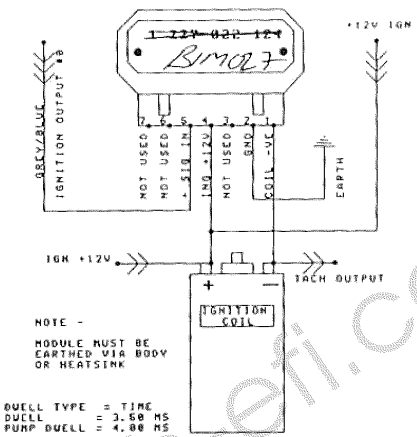 1 227 022 124
BIM027
+12V IGN
GREY/BLUE
IGNITION OUTPUT #0
7 6 5 4 3 2 1
NOT USED
NOT USED
+ SIG IN
ING +12V
NOT USED
GND
COIL -VE
EARTH
IGN +12V
TACH OUTPUT
+ -
IGNITION
COIL
NOTE -
MODULE MUST BE
EARTHED VIA BODY
OR HEATSINK
DWELL TYPE = TIME
DWELL = 3.50 MS
PUMP DWELL = 4.00 MS